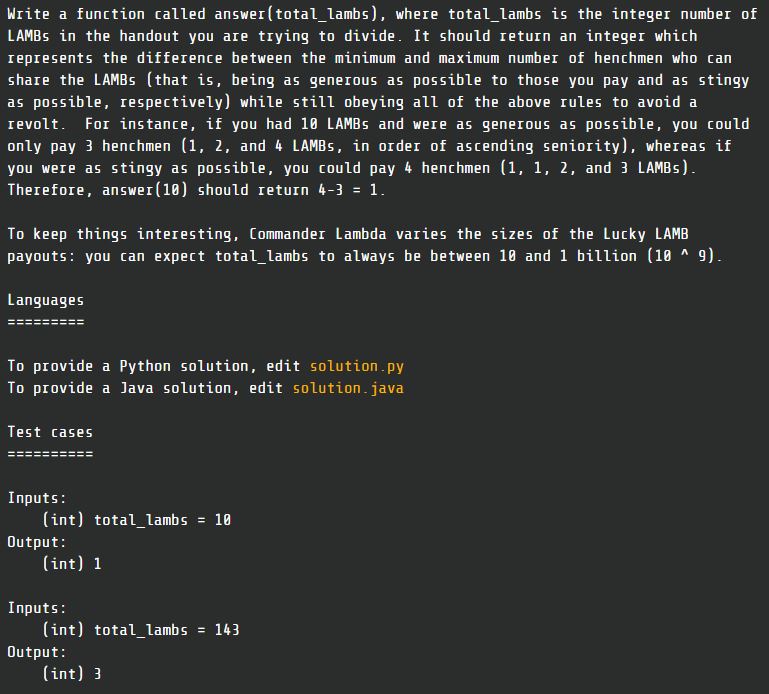 Write a function called answer(total_lambs), where total_lambs is the integer number of
LAMBs in the handout you are trying to divide. It should return an integer which
represents the difference between the minimum and maximum number of henchmen who can
share the LAMBs (that is, being as generous as possible to those you pay and as stingy
as possible, respectively) while still obeying all of the above rules to avoid a
revolt.  For instance, if you had 10 LAMBs and were as generous as possible, you could
only pay 3 henchmen (1, 2, and 4 LAMBs, in order of ascending seniority), whereas if
you were as stingy as possible, you could pay 4 henchmen (1, 1, 2, and 3 LAMBs).
Therefore, answer(10) should return 4-3 = 1.

To keep things interesting, Commander Lambda varies the sizes of the Lucky LAMB
payouts: you can expect total_lambs to always be between 10 and 1 billion (10 ^ 9).

Languages
=========

To provide a Python solution, edit solution.py
To provide a Java solution, edit solution.java

Test cases
==========

Inputs:
    (int) total_lambs = 10
Output:
    (int) 1

Inputs:
    (int) total_lambs = 143
Output:
    (int) 3